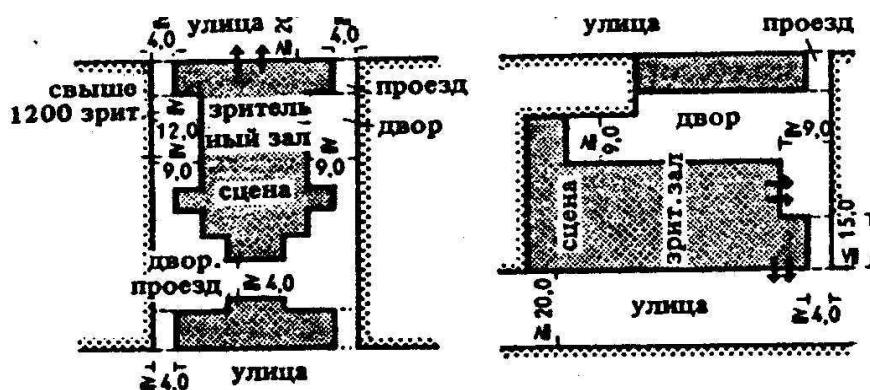 улица
4,0
≥ 20
4,0
свыше
1200 зрит.
≥ 12,0
зритель
ный зал
проезд
двор
≥ 9,0
≥ 9,0
сцена
двор.
проезд
≥ 4,0
улица
≥ 4,0
улица
проезд
двор
≥ 9,0
≥ 9,0
сцена
зрит. зал
≤ 15,0
≥ 20,0
улица
≥ 4,0